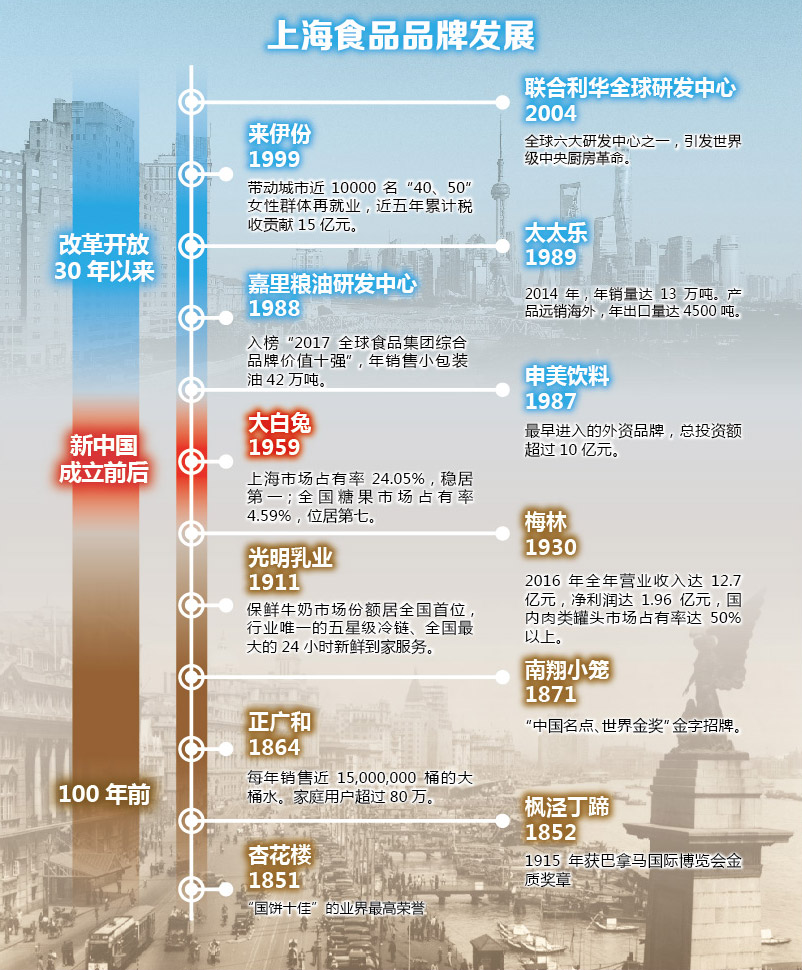 上海食品品牌发展
联合利华全球研发中心
2004
全球六大研发中心之一，引发世界
级中央厨房革命。
来伊份
1999
带动城市近 10000 名 “40、50”
女性群体再就业，近五年累计税
收贡献 15 亿元。
改革开放
30 年以来
太太乐
1989
2014 年，年销量达 13 万吨。产
品远销海外，年出口量达 4500 吨。
嘉里粮油研发中心
1988
入榜 “2017 全球食品集团综合
品牌价值十强”，年销售小包装
油 42 万吨。
申美饮料
1987
最早进入的外资品牌，总投资额
超过 10 亿元。
新中国
成立前后
大白兔
1959
上海市场占有率 24.05%，稳居
第一；全国糖果市场占有率
4.59%，位居第七。
梅林
1930
2016 年全年营业收入达 12.7
亿元，净利润达 1.96 亿元，国
内肉类罐头市场占有率达 50%
以上。
光明乳业
1911
保鲜牛奶市场份额居全国首位，
行业唯一的五星级冷链、全国最
大的 24 小时新鲜到家服务。
南翔小笼
1871
“中国名点、世界金奖” 金字招牌。
正广和
1864
每年销售近 15,000,000 桶的大
桶水。家庭用户超过 80 万。
100 年前
枫泾丁蹄
1852
1915 年获巴拿马国际博览会金
质奖章
杏花楼
1851
“国饼十佳” 的业界最高荣誉